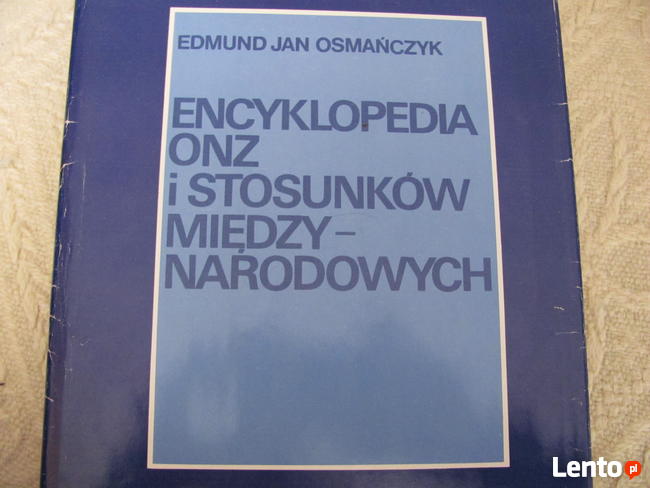 EDMUND JAN OSMAŃCZYK
ENCYKLOPEDIA
ONZ
i STOSUNKÓW
MIĘDZY-
NARODOWYCH
Lento.pl